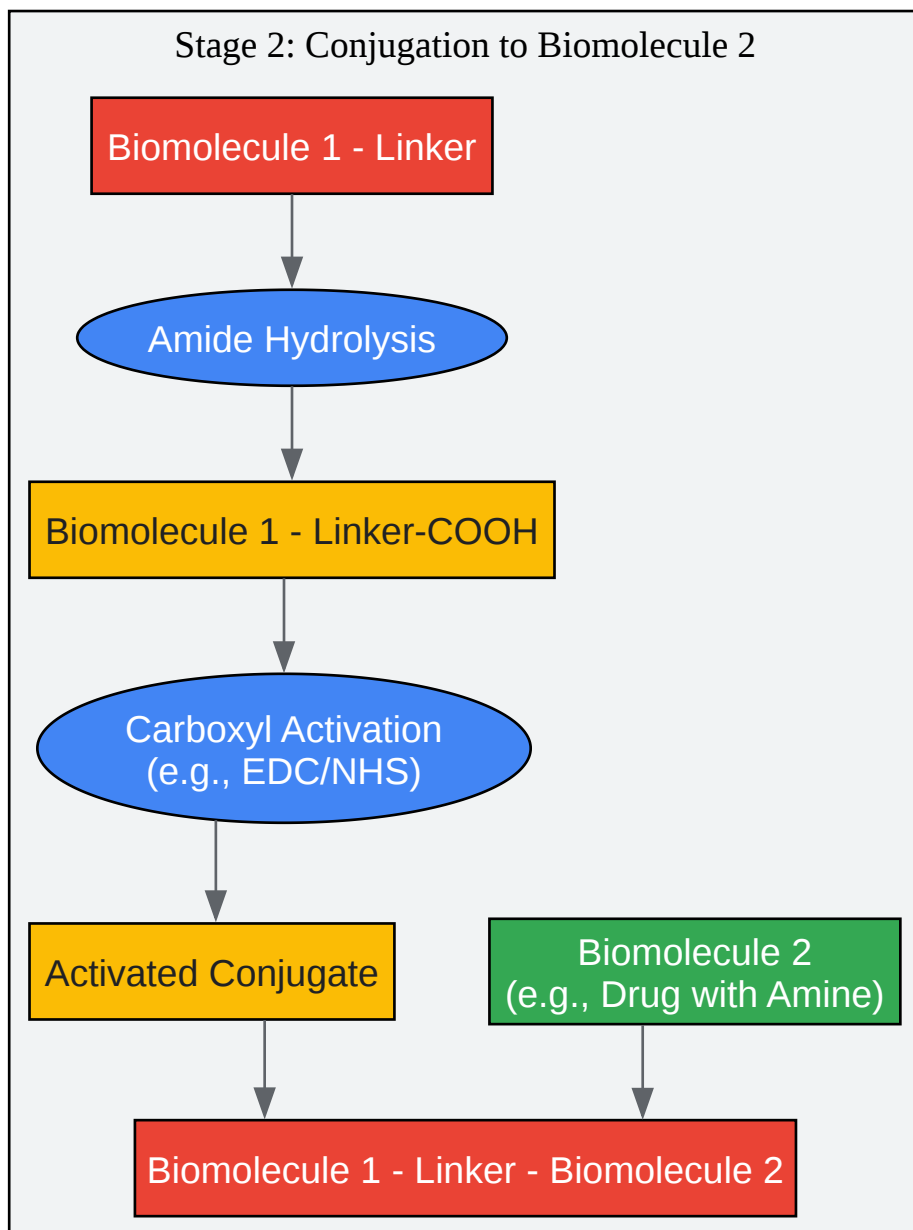 Stage 2: Conjugation to Biomolecule 2
Biomolecule 1 - Linker
Amide Hydrolysis
Biomolecule 1 - Linker-COOH
Carboxyl Activation
(e.g., EDC/NHS)
Activated Conjugate
Biomolecule 2
(e.g., Drug with Amine)
Biomolecule 1 - Linker - Biomolecule 2